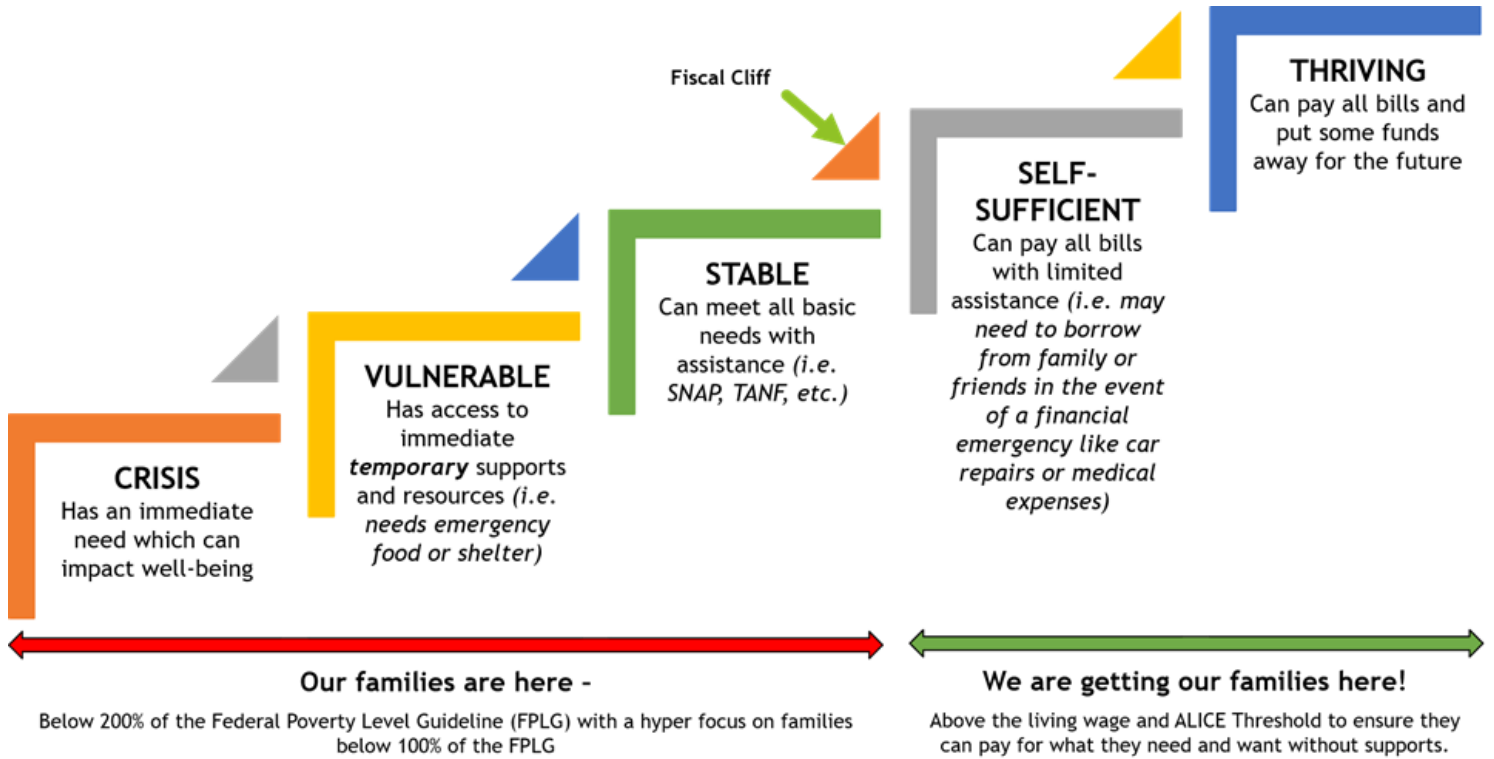 Fiscal Cliff
CRISIS
Has an immediate
need which can
impact well-being
VULNERABLE
Has access to
immediate
temporary supports
and resources (i.e.
needs emergency
food or shelter)
STABLE
Can meet all basic
needs with
assistance (i.e.
SNAP, TANF, etc.)
SELF-
SUFFICIENT
Can pay all bills
with limited
assistance (i.e. may
need to borrow
from family or
friends in the event
of a financial
emergency like car
repairs or medical
expenses)
THRIVING
Can pay all bills and
put some funds
away for the future
Our families are here –
Below 200% of the Federal Poverty Level Guideline (FPLG) with a hyper focus on families
below 100% of the FPLG
We are getting our families here!
Above the living wage and ALICE Threshold to ensure they
can pay for what they need and want without supports.